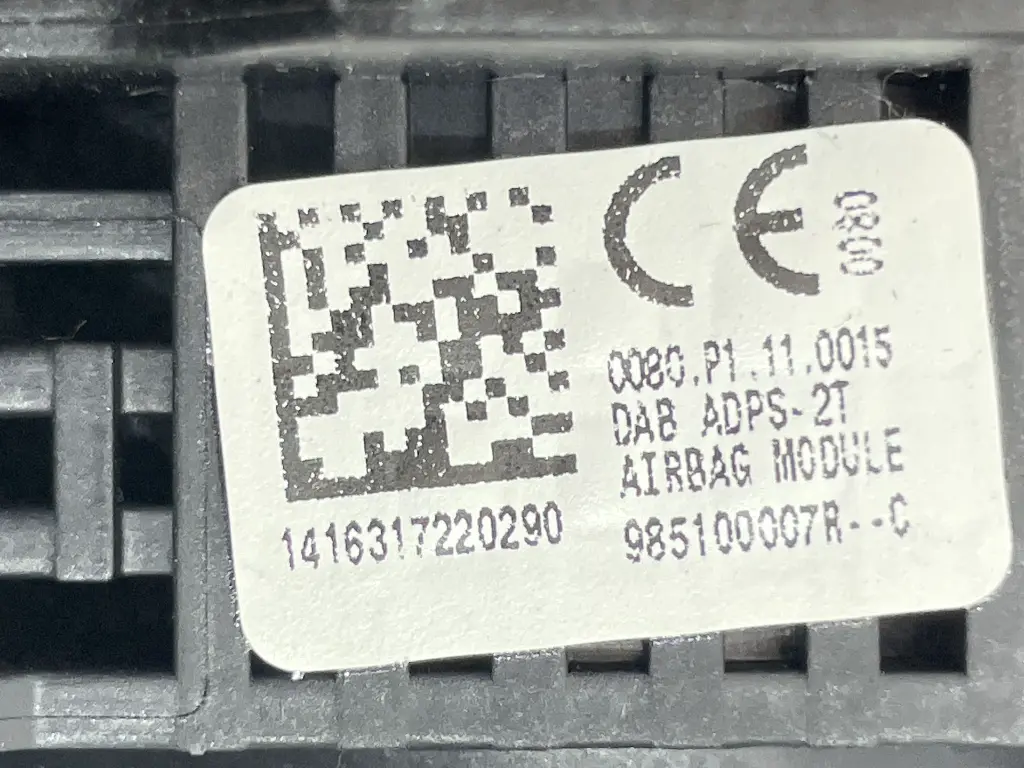 CE 0080
0080.P1.11.0015
DAB ADPS-2T
AIRBAG MODULE
985100007R--C
1416317220290